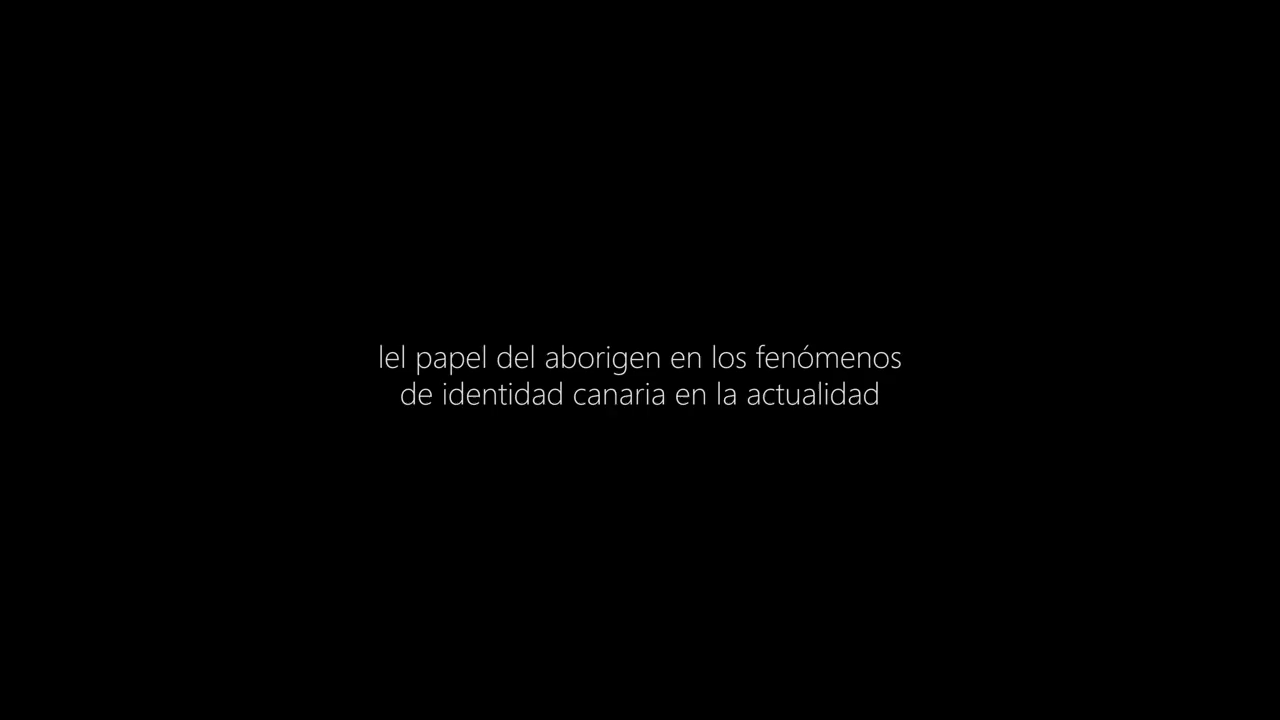 lel papel del aborigen en los fenómenos
de identidad canaria en la actualidad